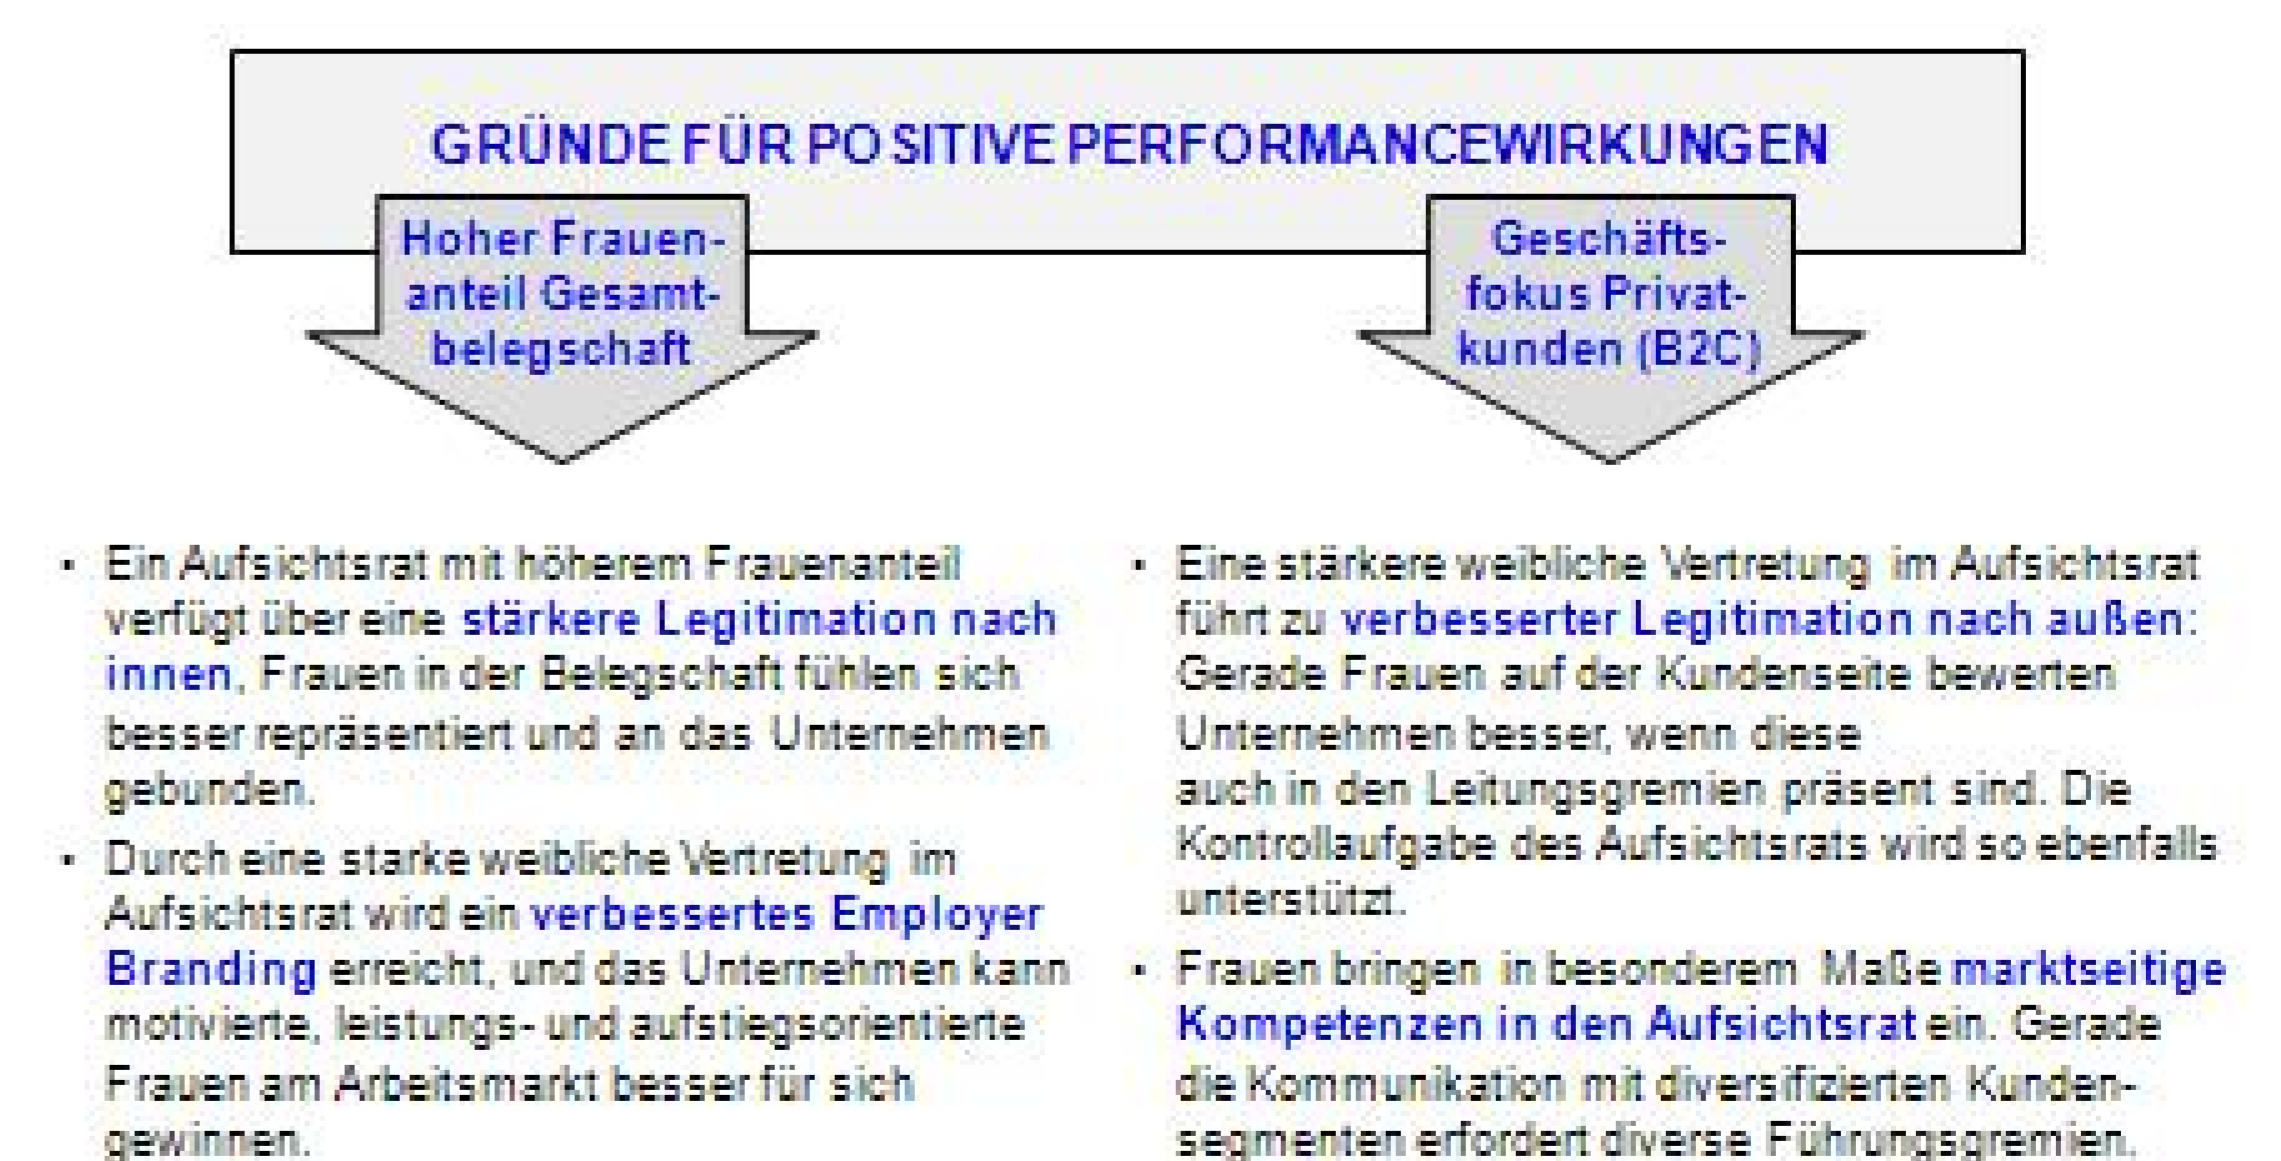 GRÜNDE FÜR POSITIVE PERFORMANCEWIRKUNGEN
Hoher Frauen-
anteil Gesamt-
belegschaft
Geschäfts-
fokus Privat-
kunden (B2C)
• Ein Aufsichtsrat mit höherem Frauenanteil
verfügt über eine stärkere Legitimation nach
innen, Frauen in der Belegschaft fühlen sich
besser repräsentiert und an das Unternehmen
gebunden.
• Durch eine starke weibliche Vertretung im
Aufsichtsrat wird ein verbessertes Employer
Branding erreicht, und das Unternehmen kann
motivierte, leistungs- und aufstiegsorientierte
Frauen am Arbeitsmarkt besser für sich
gewinnen.
• Eine stärkere weibliche Vertretung im Aufsichtsrat
führt zu verbesserter Legitimation nach außen:
Gerade Frauen auf der Kundenseite bewerten
Unternehmen besser, wenn diese
auch in den Leitungsgremien präsent sind. Die
Kontrollaufgabe des Aufsichtsrats wird so ebenfalls
unterstützt.
• Frauen bringen in besonderem Maße marktseitige
Kompetenzen in den Aufsichtsrat ein. Gerade
die Kommunikation mit diversifizierten Kunden-
segmenten erfordert diverse Führungsgremien.